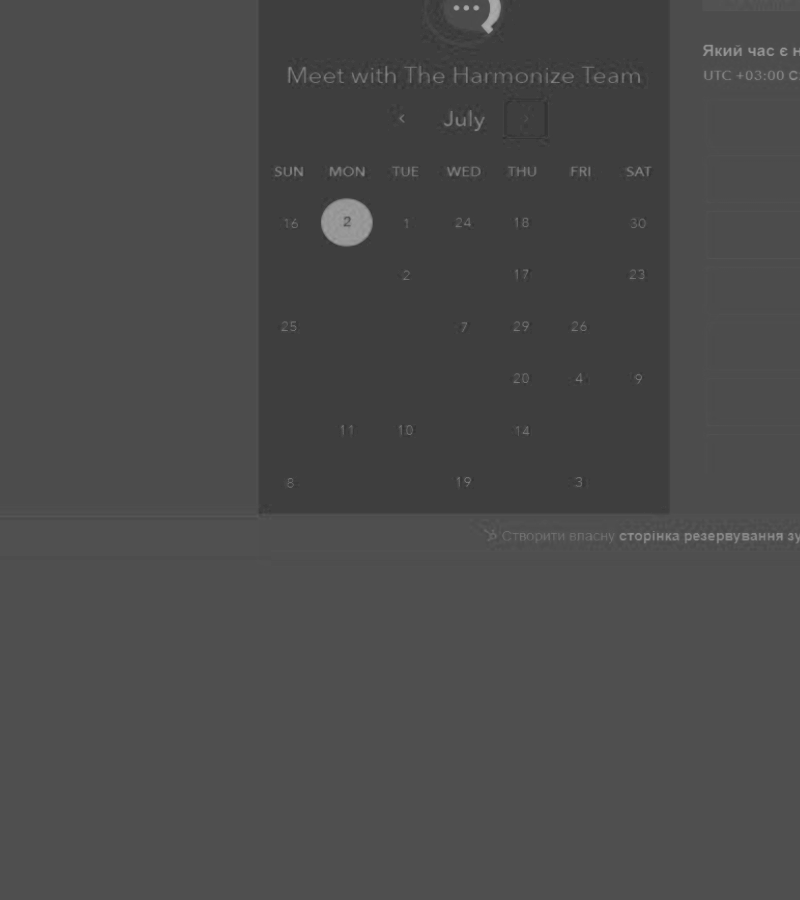 Meet with The Harmonize Team
Який час є
‹ July ›
UTC +03:00
SUN MON TUE WED THU FRI SAT
16 2 1 24 18 30
2 17 23
25 7 29 26
20 4 9
11 10 14
8 19 3
Створити власну сторінка резервування